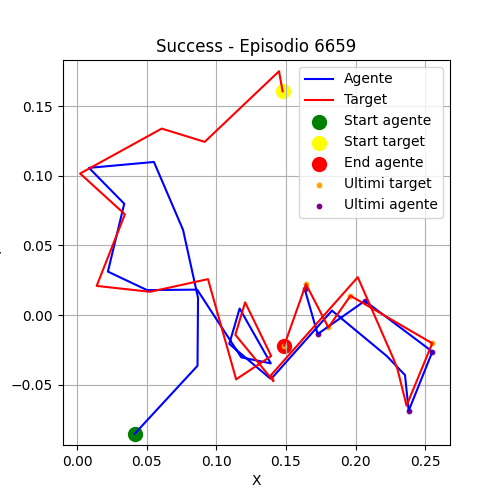 Success - Episodio 6659
Agente
Target
Start agente
Start target
End agente
Ultimi target
Ultimi agente
0.15
0.10
0.05
0.00
−0.05
0.00
0.05
0.10
0.15
0.20
0.25
X